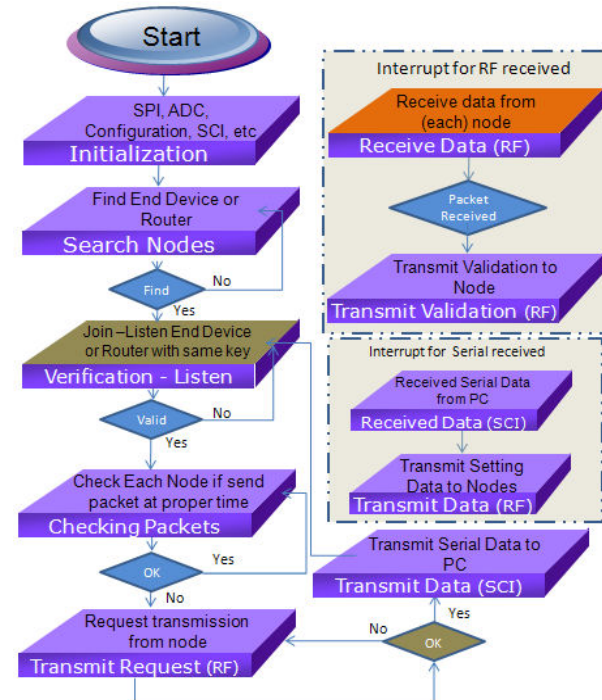 Start
SPI, ADC,
Configuration, SCI, etc
Initialization
Find End Device or
Router
Search Nodes
Find
No
Yes
Join –Listen End Device
or Router with same key
Verification - Listen
Valid
No
Yes
Check Each Node if send
packet at proper time
Checking Packets
OK
Yes
No
Request transmission
from node
Transmit Request (RF)
No
OK
Yes
Transmit Serial Data to
PC
Transmit Data (SCI)
Interrupt for RF received
Receive data from
(each) node
Receive Data (RF)
Packet
Received
Transmit Validation to
Node
Transmit Validation (RF)
Interrupt for Serial received
Received Serial Data
from PC
Received Data (SCI)
Transmit Setting
Data to Nodes
Transmit Data (RF)